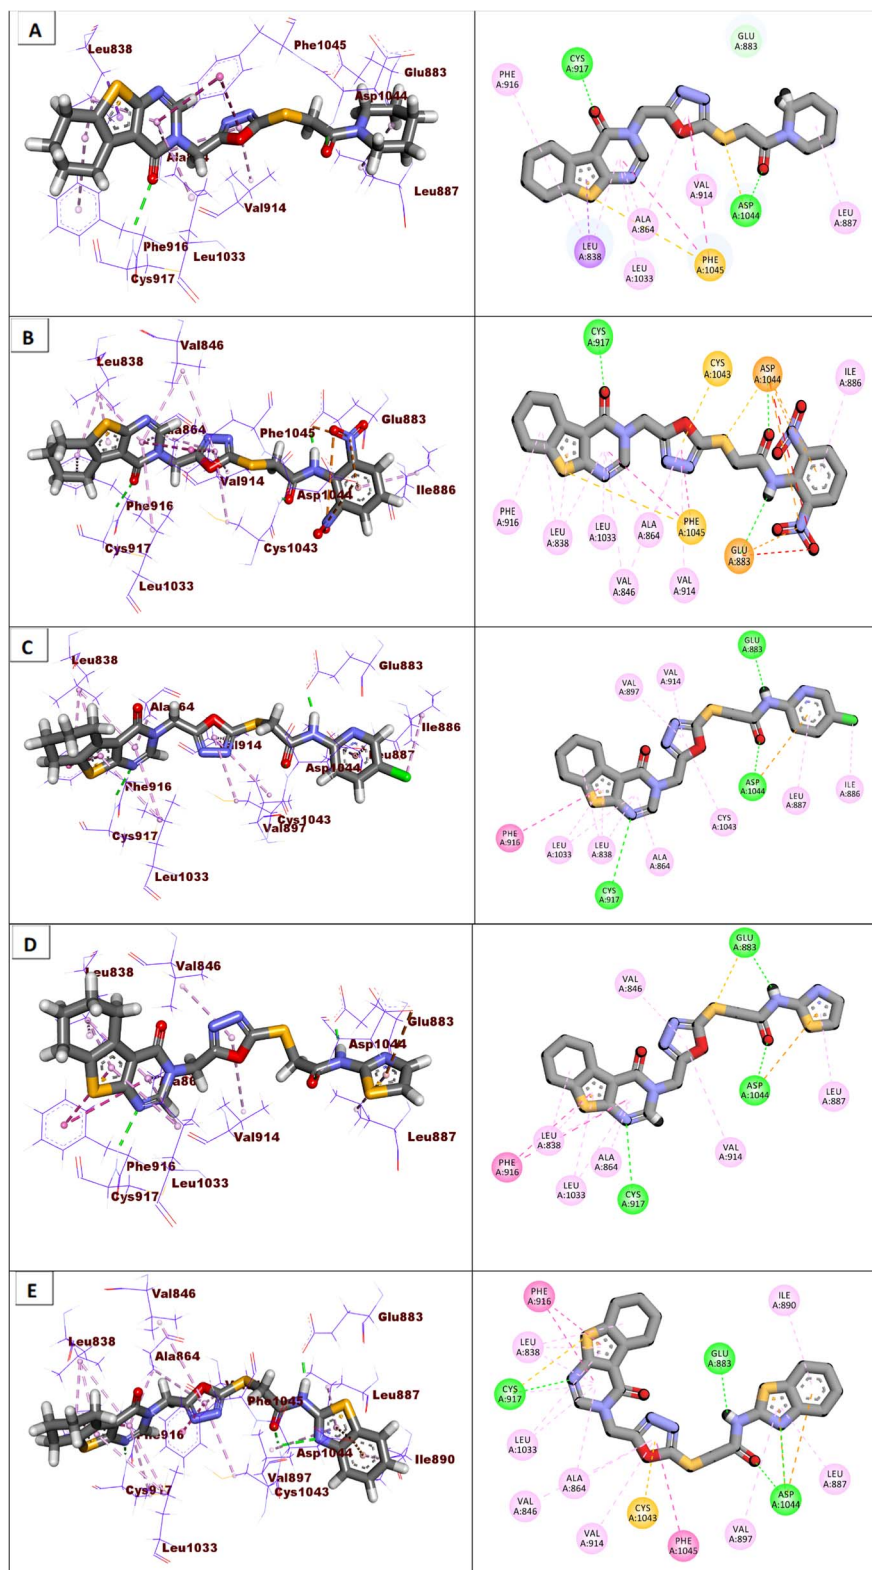 A
Leu838
Phe1045
Glu883
Asp1044
Leu887
Val914
Phe916
Leu1033
Cys917
GLU
A:883
CYS
A:917
PHE
A:916
VAL
A:914
ASP
A:1044
LEU
A:887
ALA
A:864
LEU
A:838
PHE
A:1045
LEU
A:1033
B
Val846
Leu838
Phe1045
Glu883
Val914
Asp1044
Ile886
Phe916
Cys917
Cys1043
Leu1033
CYS
A:917
CYS
A:1043
ASP
A:1044
ILE
A:886
PHE
A:916
LEU
A:838
LEU
A:1033
ALA
A:864
PHE
A:1045
GLU
A:883
VAL
A:846
VAL
A:914
C
Leu838
Glu883
Ile886
Asp1044
Phe916
Cys917
Cys1043
Val897
Leu1033
GLU
A:883
VAL
A:897
VAL
A:914
ASP
A:1044
LEU
A:887
ILE
A:886
CYS
A:1043
PHE
A:916
LEU
A:1033
LEU
A:838
ALA
A:864
CYS
A:917
D
Val846
Leu838
Glu883
Asp1044
Val914
Leu887
Phe916
Leu1033
Cys917
GLU
A:883
VAL
A:846
ASP
A:1044
LEU
A:887
LEU
A:838
ALA
A:864
VAL
A:914
PHE
A:916
LEU
A:1033
CYS
A:917
E
Val846
Glu883
Leu838
Ala864
Leu887
Phe1045
Asp1044
Ile890
Val897
Cys1043
Cys917
Leu1033
PHE
A:916
ILE
A:890
LEU
A:838
GLU
A:883
CYS
A:917
LEU
A:1033
ALA
A:864
LEU
A:887
ASP
A:1044
VAL
A:846
CYS
A:1043
VAL
A:914
PHE
A:1045
VAL
A:897